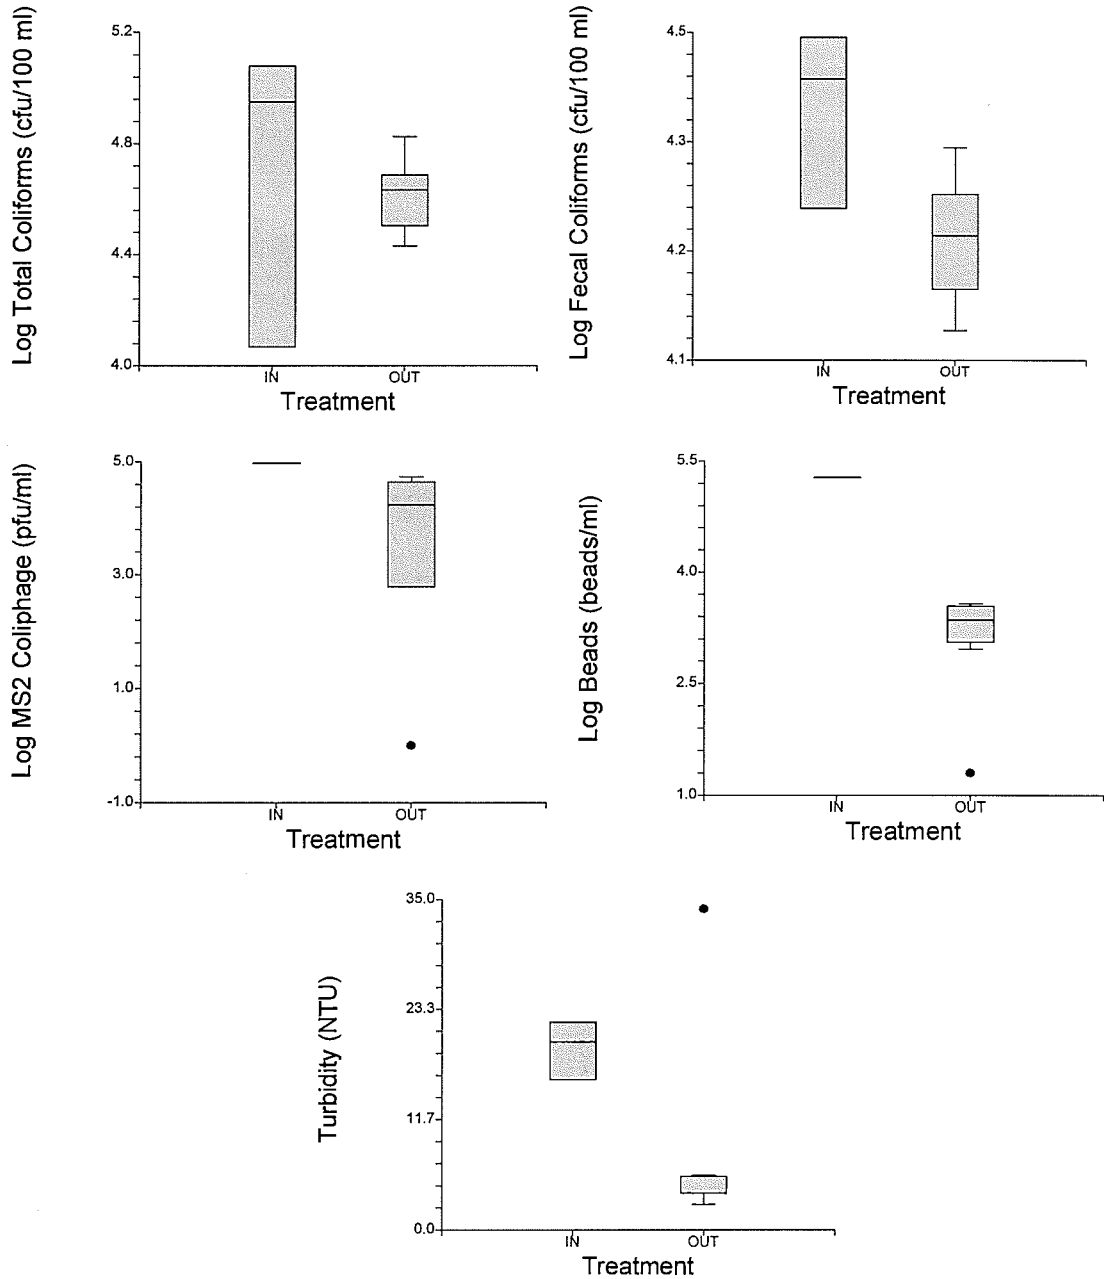 Log Total Coliforms (cfu/100 ml)
5.2
4.8
4.4
4.0
IN
OUT
Treatment
Log Fecal Coliforms (cfu/100 ml)
4.5
4.3
4.2
4.1
IN
OUT
Treatment
Log MS2 Coliphage (pfu/ml)
5.0
3.0
1.0
-1.0
IN
OUT
Treatment
Log Beads (beads/ml)
5.5
4.0
2.5
1.0
IN
OUT
Treatment
Turbidity (NTU)
35.0
23.3
11.7
0.0
IN
OUT
Treatment